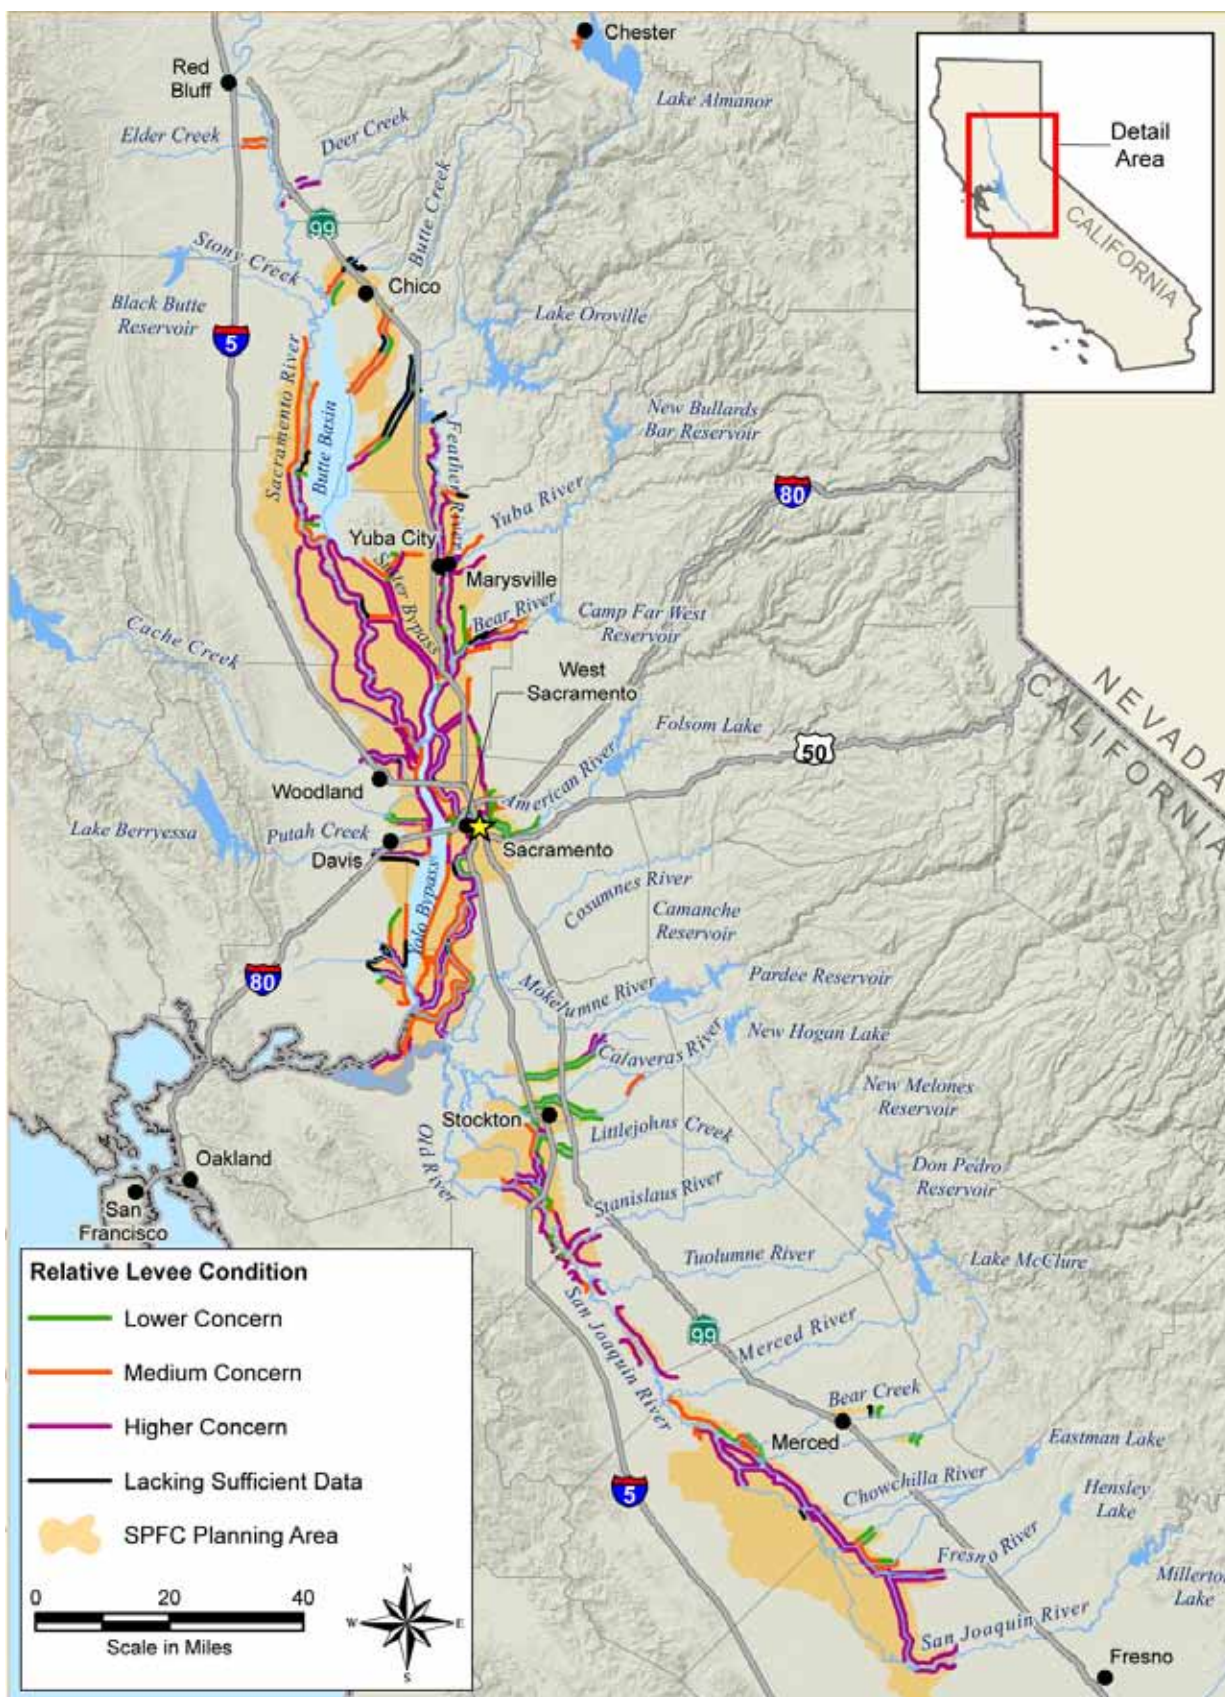 Chester
Red
Bluff
Lake Almanor
Elder Creek
Deer Creek
Butte Creek
Detail
Area
CALIFORNIA
99
Stony Creek
Chico
Black Butte
Reservoir
Lake Oroville
5
Sacramento River
Butte Basin
Feather River
New Bullards
Bar Reservoir
80
Yuba River
Yuba City
Marysville
Sutter Bypass
Bear River
Camp Far West
Reservoir
Cache Creek
West
Sacramento
NEVADA
CALIFORNIA
Folsom Lake
50
American River
Woodland
Lake Berryessa
Putah Creek
Davis
Sacramento
Yolo Bypass
Cosumnes River
Camanche
Reservoir
80
Mokelumne River
Pardee Reservoir
Calaveras River
New Hogan Lake
New Melones
Reservoir
Stockton
Littlejohns Creek
Old River
Oakland
San
Francisco
Stanislaus River
Don Pedro
Reservoir
Tuolumne River
Lake McClure
San Joaquin River
99
Merced River
Bear Creek
Merced
Eastman Lake
5
Chowchilla River
Hensley
Lake
Fresno River
Millerton
Lake
San Joaquin River
Fresno
Relative Levee Condition
Lower Concern
Medium Concern
Higher Concern
Lacking Sufficient Data
SPFC Planning Area
0 20 40
Scale in Miles
N
W E
S